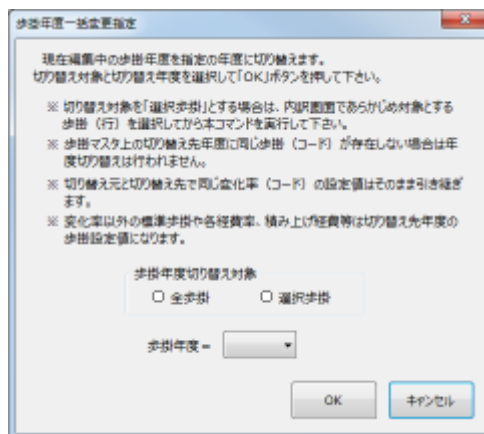 歩掛年度一括変更指定
現在編集中の歩掛年度を指定の年度に切り替えます。
切り替え対象と切り替え年度を選択して「OK」ボタンを押して下さい。
※ 切り替え対象を「選択歩掛」とする場合は、内訳画面であらかじめ対象とする
歩掛（行）を選択してから本コマンドを実行して下さい。
※ 歩掛マスタ上の切り替え先年度に同じ歩掛（コード）が存在しない場合は年
度切り替えは行われません。
※ 切り替え元と切り替え先で同じ変化率（コード）の設定値はそのまま引き継ぎ
ます。
※ 変化率以外の標準歩掛や各経費率、積み上げ経費等は切り替え先年度の
歩掛設定値になります。
歩掛年度切り替え対象
全歩掛 選択歩掛
歩掛年度＝
OK キャンセル